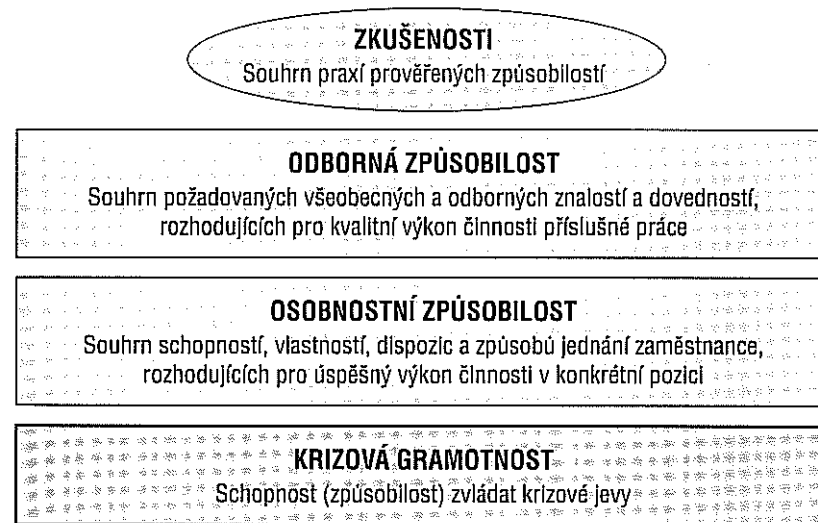 ZKUŠENOSTI
Souhrn praxí prověřených způsobilostí
ODBORNÁ ZPŮSOBILOST
Souhrn požadovaných všeobecných a odborných znalostí a dovedností,
rozhodujících pro kvalitní výkon činnosti příslušné práce
OSOBNOSTNÍ ZPŮSOBILOST
Souhrn schopností, vlastností, dispozic a způsobů jednání zaměstnance,
rozhodujících pro úspěšný výkon činnosti v konkrétní pozici
KRIZOVÁ GRAMOTNOST
Schopnost (způsobilost) zvládat krizové jevy